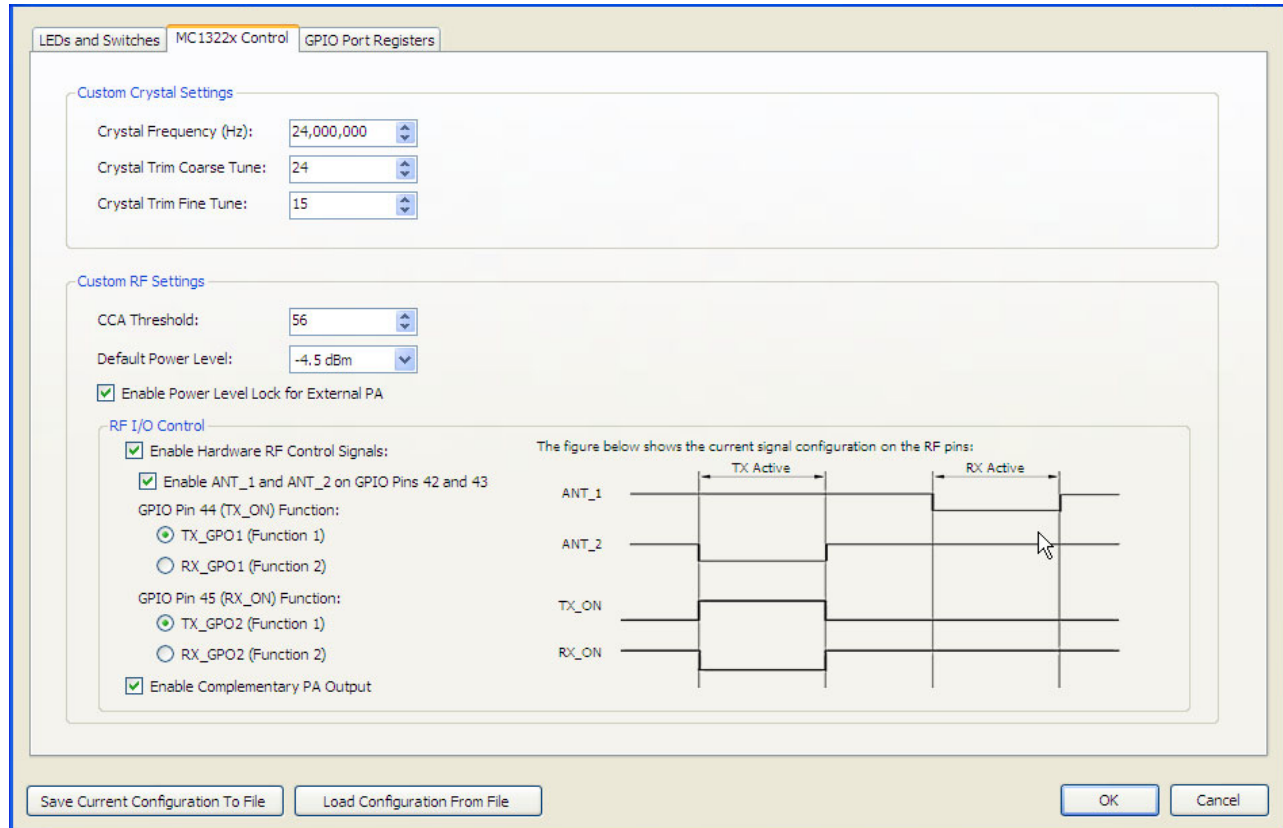 LEDs and Switches MC1322x Control GPIO Port Registers
Custom Crystal Settings
Crystal Frequency (Hz): 24,000,000
Crystal Trim Coarse Tune: 24
Crystal Trim Fine Tune: 15
Custom RF Settings
CCA Threshold: 56
Default Power Level: -4.5 dBm
Enable Power Level Lock for External PA
RF I/O Control
Enable Hardware RF Control Signals:
Enable ANT_1 and ANT_2 on GPIO Pins 42 and 43
GPIO Pin 44 (TX_ON) Function:
TX_GPO1 (Function 1)
RX_GPO1 (Function 2)
GPIO Pin 45 (RX_ON) Function:
TX_GPO2 (Function 1)
RX_GPO2 (Function 2)
Enable Complementary PA Output
The figure below shows the current signal configuration on the RF pins:
TX Active RX Active
ANT_1
ANT_2
TX_ON
RX_ON
Save Current Configuration To File Load Configuration From File OK Cancel